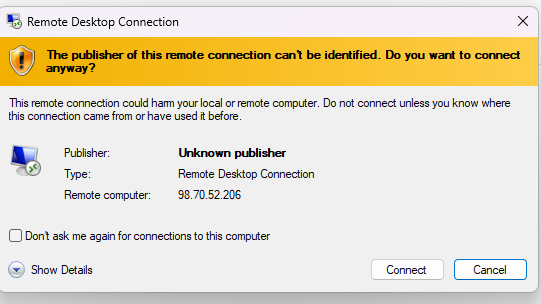 Remote Desktop Connection
The publisher of this remote connection can't be identified. Do you want to connect
anyway?
This remote connection could harm your local or remote computer. Do not connect unless you know where
this connection came from or have used it before.
Publisher: Unknown publisher
Type: Remote Desktop Connection
Remote computer: 98.70.52.206
Don't ask me again for connections to this computer
Show Details Connect Cancel